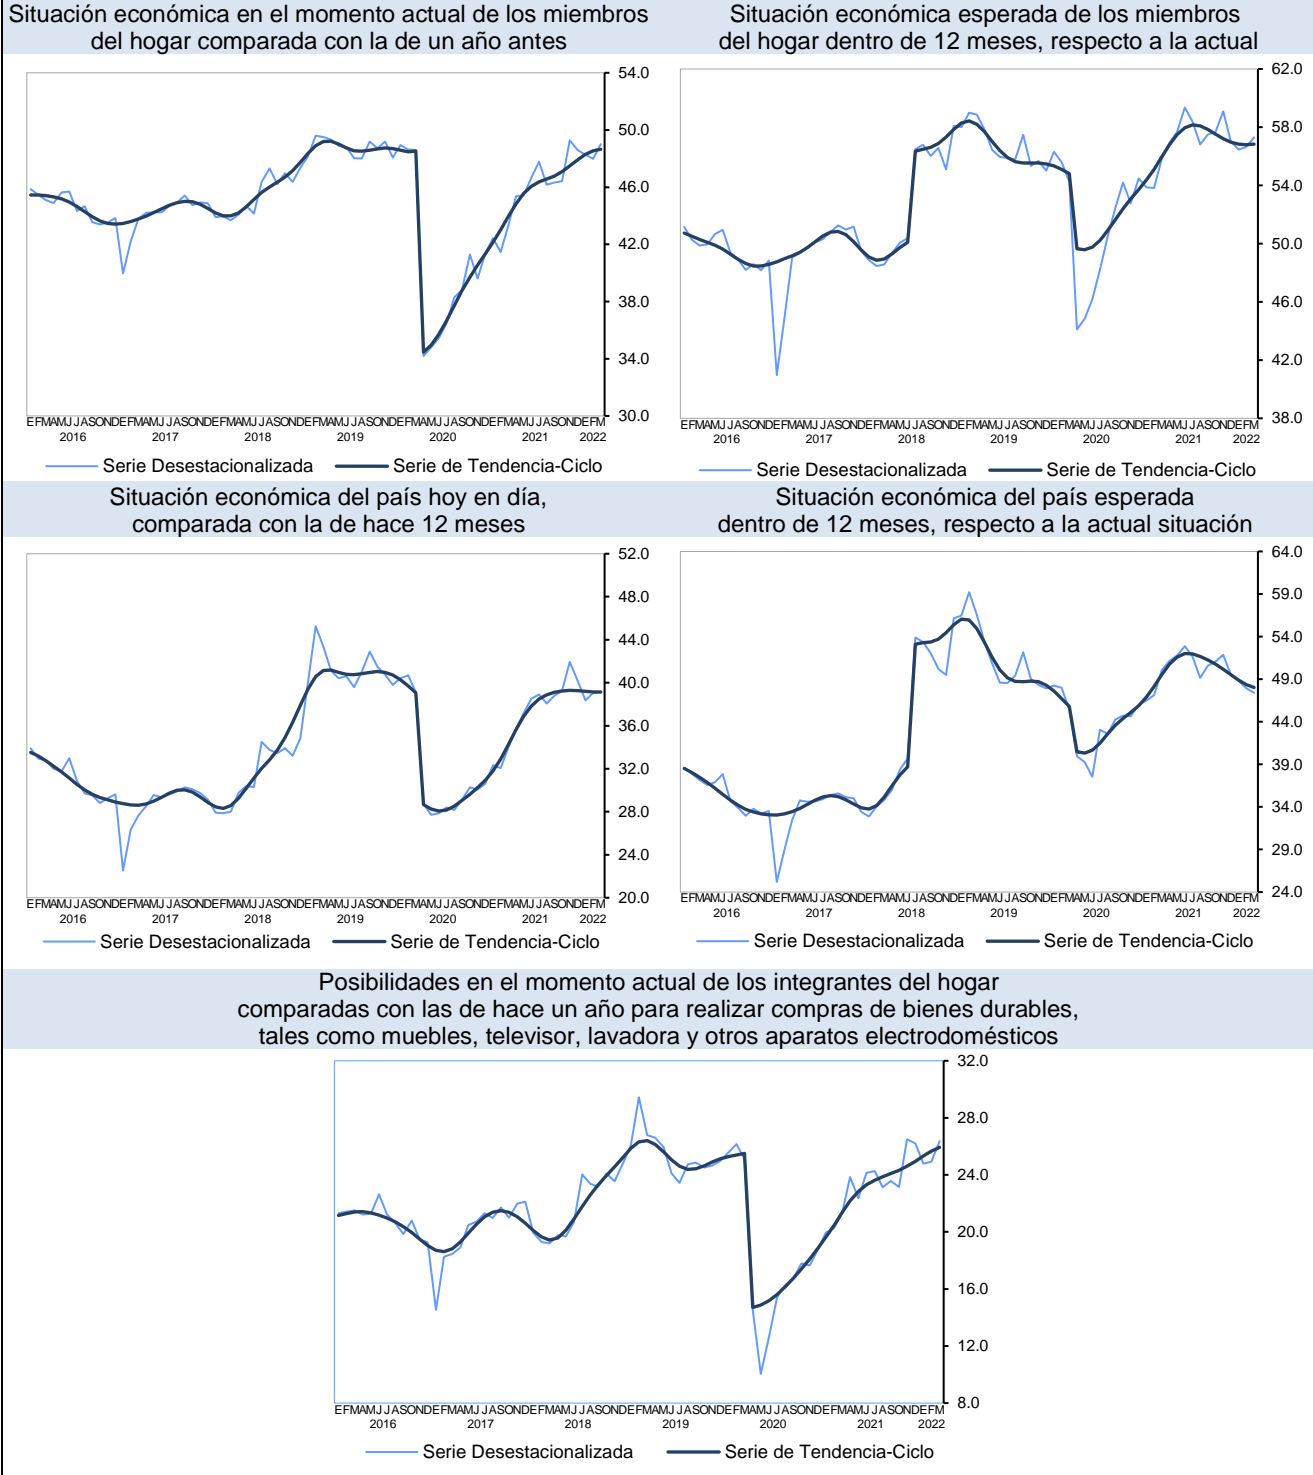 Situación económica en el momento actual de los miembros
del hogar comparada con la de un año antes
54.0
50.0
46.0
42.0
38.0
34.0
30.0
EFMAMJJASONDEFMAMJJASONDEFMAMJJASONDEFMAMJJASONDEFMAMJJASONDEFMAMJJASONDEFM
2016 2017 2018 2019 2020 2021 2022
Serie Desestacionalizada Serie de Tendencia-Ciclo
Situación económica esperada de los miembros
del hogar dentro de 12 meses, respecto a la actual
62.0
58.0
54.0
50.0
46.0
42.0
38.0
EFMAMJJASONDEFMAMJJASONDEFMAMJJASONDEFMAMJJASONDEFMAMJJASONDEFMAMJJASONDEFM
2016 2017 2018 2019 2020 2021 2022
Serie Desestacionalizada Serie de Tendencia-Ciclo
Situación económica del país hoy en día,
comparada con la de hace 12 meses
52.0
48.0
44.0
40.0
36.0
32.0
28.0
24.0
20.0
EFMAMJJASONDEFMAMJJASONDEFMAMJJASONDEFMAMJJASONDEFMAMJJASONDEFMAMJJASONDEFM
2016 2017 2018 2019 2020 2021 2022
Serie Desestacionalizada Serie de Tendencia-Ciclo
Situación económica del país esperada
dentro de 12 meses, respecto a la actual situación
64.0
59.0
54.0
49.0
44.0
39.0
34.0
29.0
24.0
EFMAMJJASONDEFMAMJJASONDEFMAMJJASONDEFMAMJJASONDEFMAMJJASONDEFMAMJJASONDEFM
2016 2017 2018 2019 2020 2021 2022
Serie Desestacionalizada Serie de Tendencia-Ciclo
Posibilidades en el momento actual de los integrantes del hogar
comparadas con las de hace un año para realizar compras de bienes durables,
tales como muebles, televisor, lavadora y otros aparatos electrodomésticos
32.0
28.0
24.0
20.0
16.0
12.0
8.0
EFMAMJJASONDEFMAMJJASONDEFMAMJJASONDEFMAMJJASONDEFMAMJJASONDEFMAMJJASONDEFM
2016 2017 2018 2019 2020 2021 2022
Serie Desestacionalizada Serie de Tendencia-Ciclo